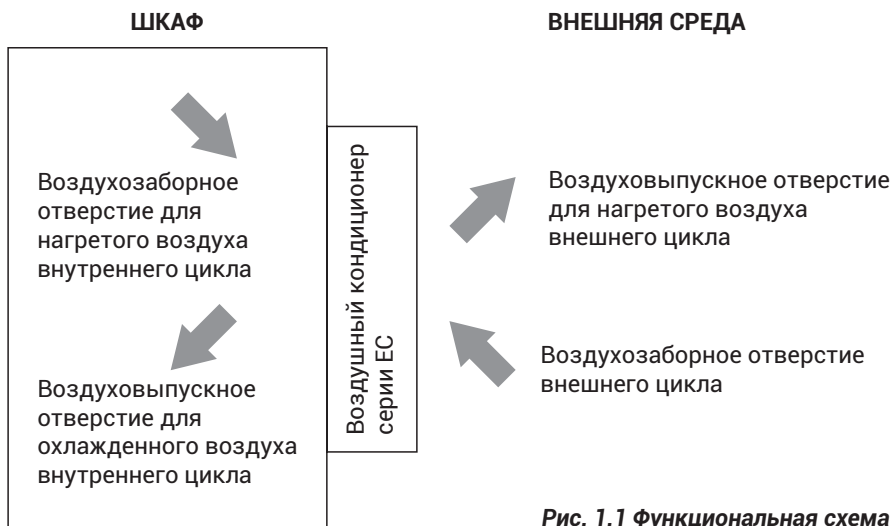 ШКАФ
ВНЕШНЯЯ СРЕДА
Воздухозаборное
отверстие для
нагретого воздуха
внутреннего цикла
Воздуховыпускное
отверстие для
охлажденного воздуха
внутреннего цикла
Воздушный кондиционер
серии ЕС
Воздуховыпускное отверстие
для нагретого воздуха
внешнего цикла
Воздухозаборное отверстие
внешнего цикла
Рис. 1.1 Функциональная схема